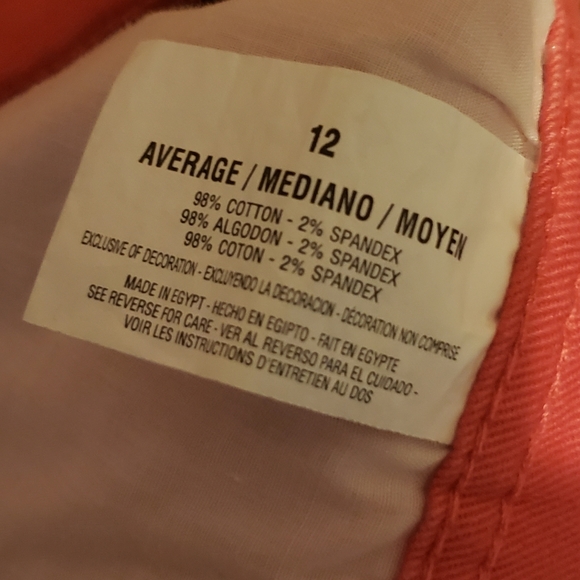 12
AVERAGE / MEDIANO / MOYEN
98% COTTON - 2% SPANDEX
98% ALGODON - 2% SPANDEX
98% COTON - 2% SPANDEX
EXCLUSIVE OF DECORATION - EXCLUYENDO LA DECORACION - DÉCORATION NON COMPRISE
MADE IN EGYPT - HECHO EN EGIPTO - FAIT EN EGYPTE
SEE REVERSE FOR CARE - VER AL REVERSO PARA EL CUIDADO -
VOIR LES INSTRUCTIONS D'ENTRETIEN AU DOS